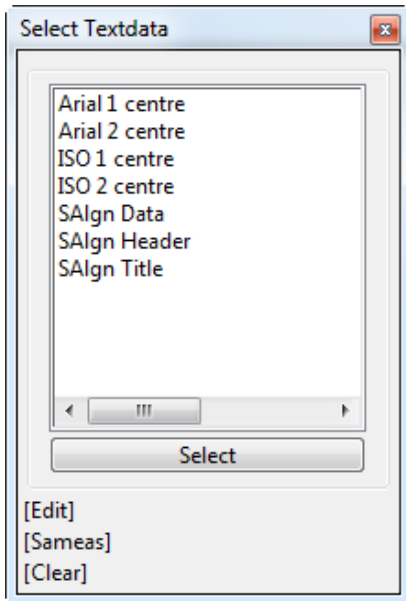 Select Textdata
Arial 1 centre
Arial 2 centre
ISO 1 centre
ISO 2 centre
SAlgn Data
SAlgn Header
SAlgn Title
Select
[Edit]
[Sameas]
[Clear]